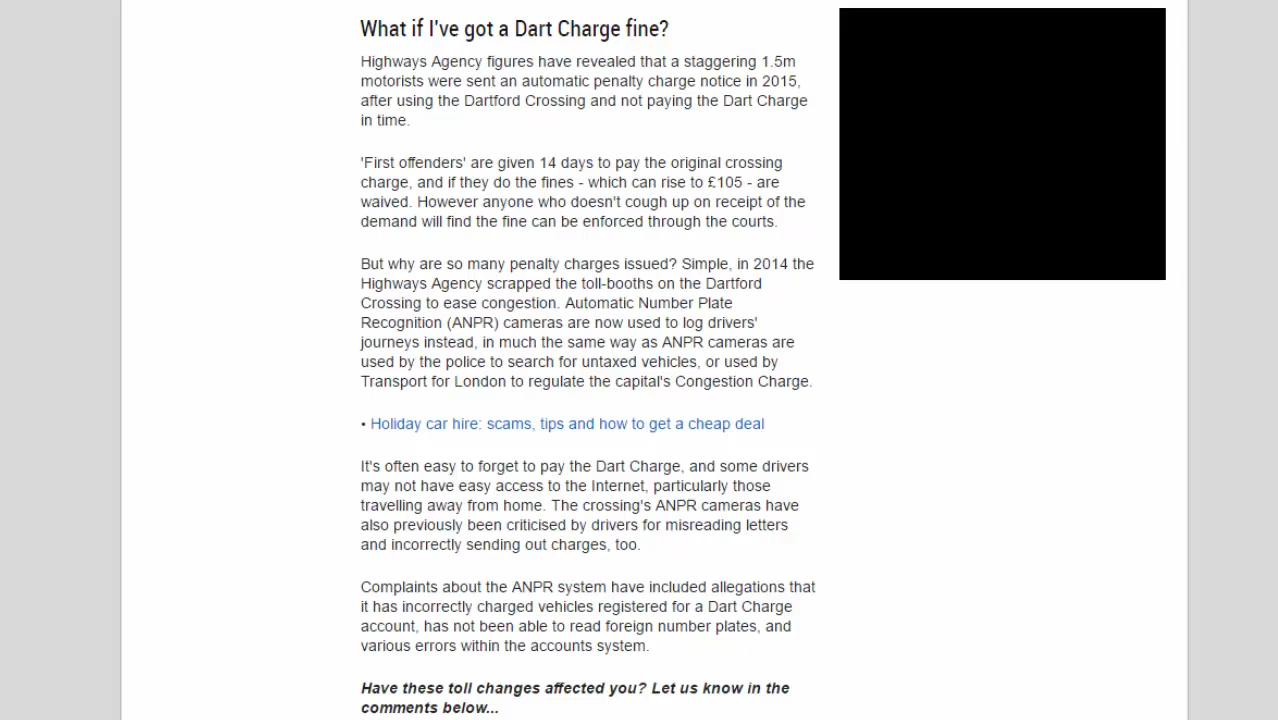 What if I've got a Dart Charge fine?
Highways Agency figures have revealed that a staggering 1.5m
motorists were sent an automatic penalty charge notice in 2015,
after using the Dartford Crossing and not paying the Dart Charge
in time.
'First offenders' are given 14 days to pay the original crossing
charge, and if they do the fines - which can rise to £105 - are
waived. However anyone who doesn't cough up on receipt of the
demand will find the fine can be enforced through the courts.
But why are so many penalty charges issued? Simple, in 2014 the
Highways Agency scrapped the toll-booths on the Dartford
Crossing to ease congestion. Automatic Number Plate
Recognition (ANPR) cameras are now used to log drivers'
journeys instead, in much the same way as ANPR cameras are
used by the police to search for untaxed vehicles, or used by
Transport for London to regulate the capital's Congestion Charge.
• Holiday car hire: scams, tips and how to get a cheap deal
It's often easy to forget to pay the Dart Charge, and some drivers
may not have easy access to the Internet, particularly those
travelling away from home. The crossing's ANPR cameras have
also previously been criticised by drivers for misreading letters
and incorrectly sending out charges, too.
Complaints about the ANPR system have included allegations that
it has incorrectly charged vehicles registered for a Dart Charge
account, has not been able to read foreign number plates, and
various errors within the accounts system.
Have these toll changes affected you? Let us know in the
comments below...